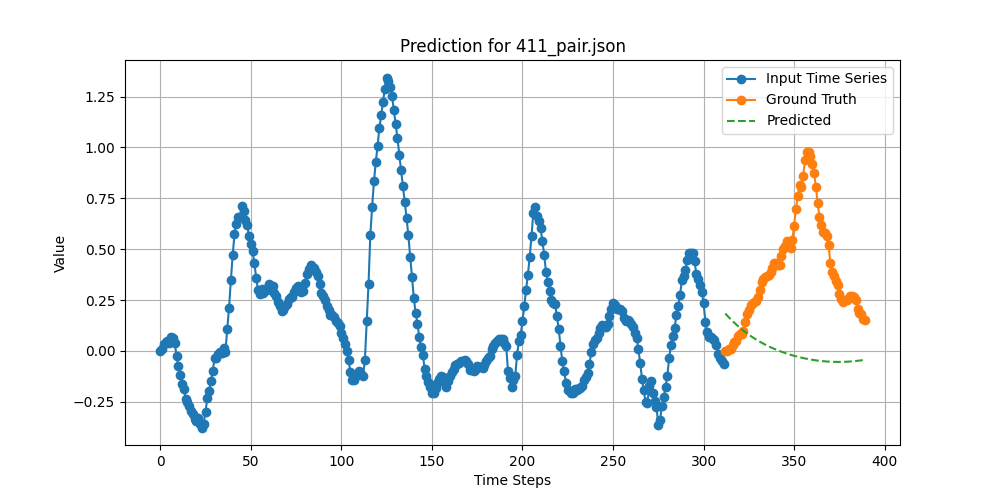 Prediction for 411_pair.json
Input Time Series
Ground Truth
Predicted
Value
1.25
1.00
0.75
0.50
0.25
0.00
−0.25
0 50 100 150 200 250 300 350 400
Time Steps